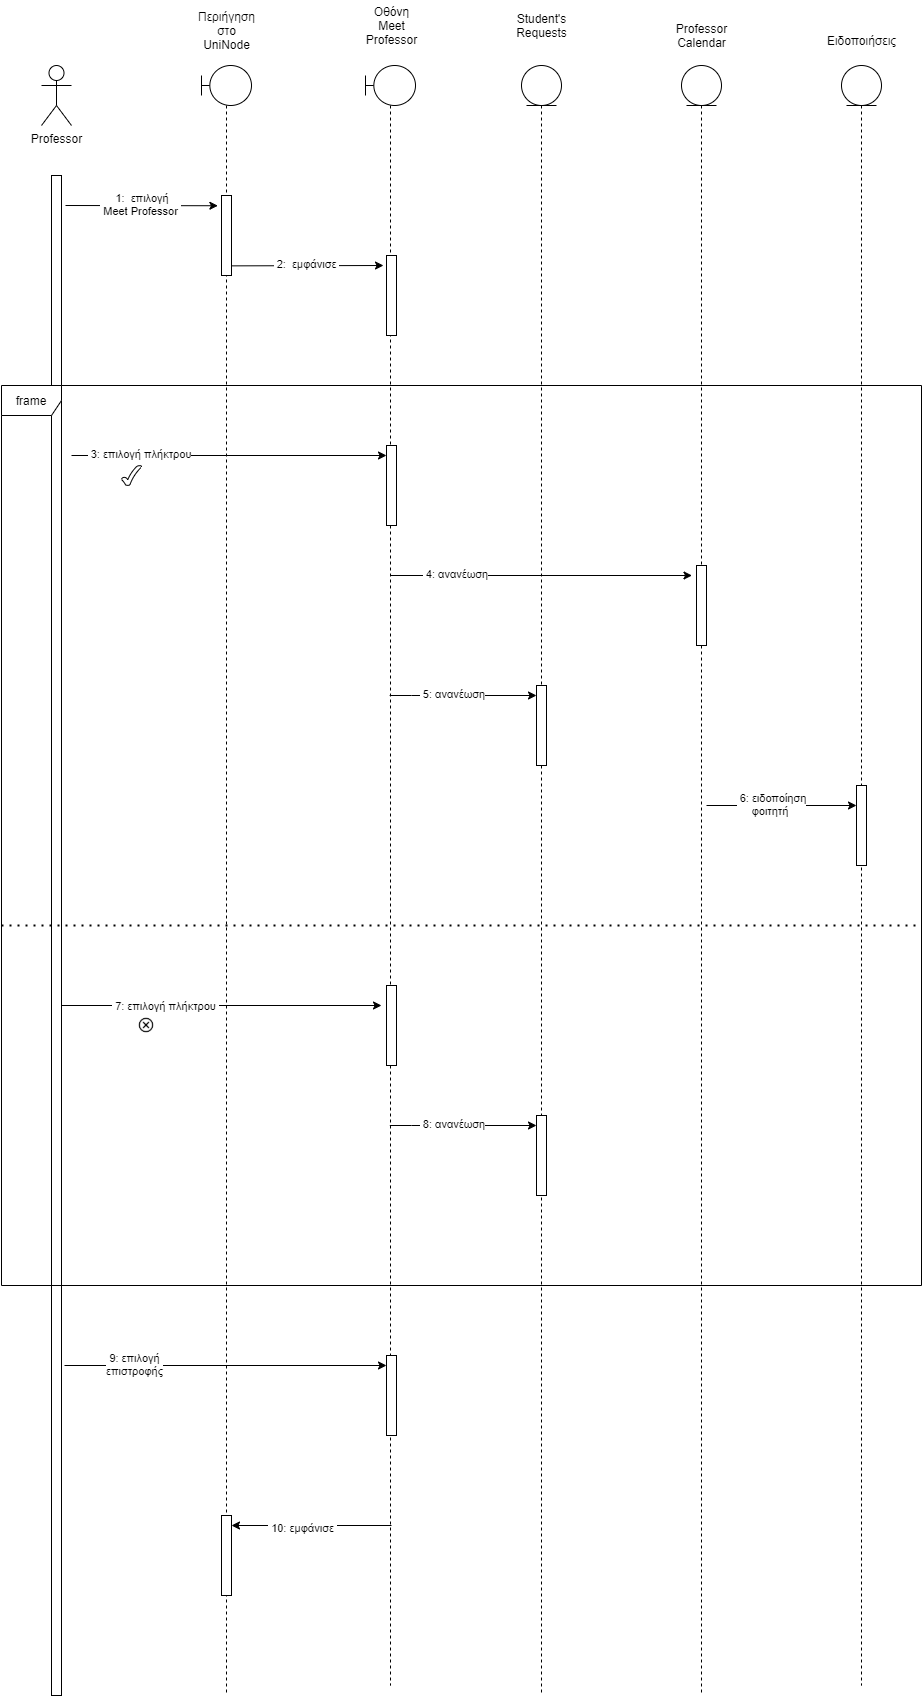 Περιήγηση
στο
UniNode
Οθόνη
Meet
Professor
Student's
Requests
Professor
Calendar
Ειδοποιήσεις
Professor
1: επιλογή
Meet Professor
2: εμφάνισε
frame
3: επιλογή πλήκτρου
4: ανανέωση
5: ανανέωση
6: ειδοποίηση
φοιτητή
7: επιλογή πλήκτρου
8: ανανέωση
9: επιλογή
επιστροφής
10: εμφάνισε